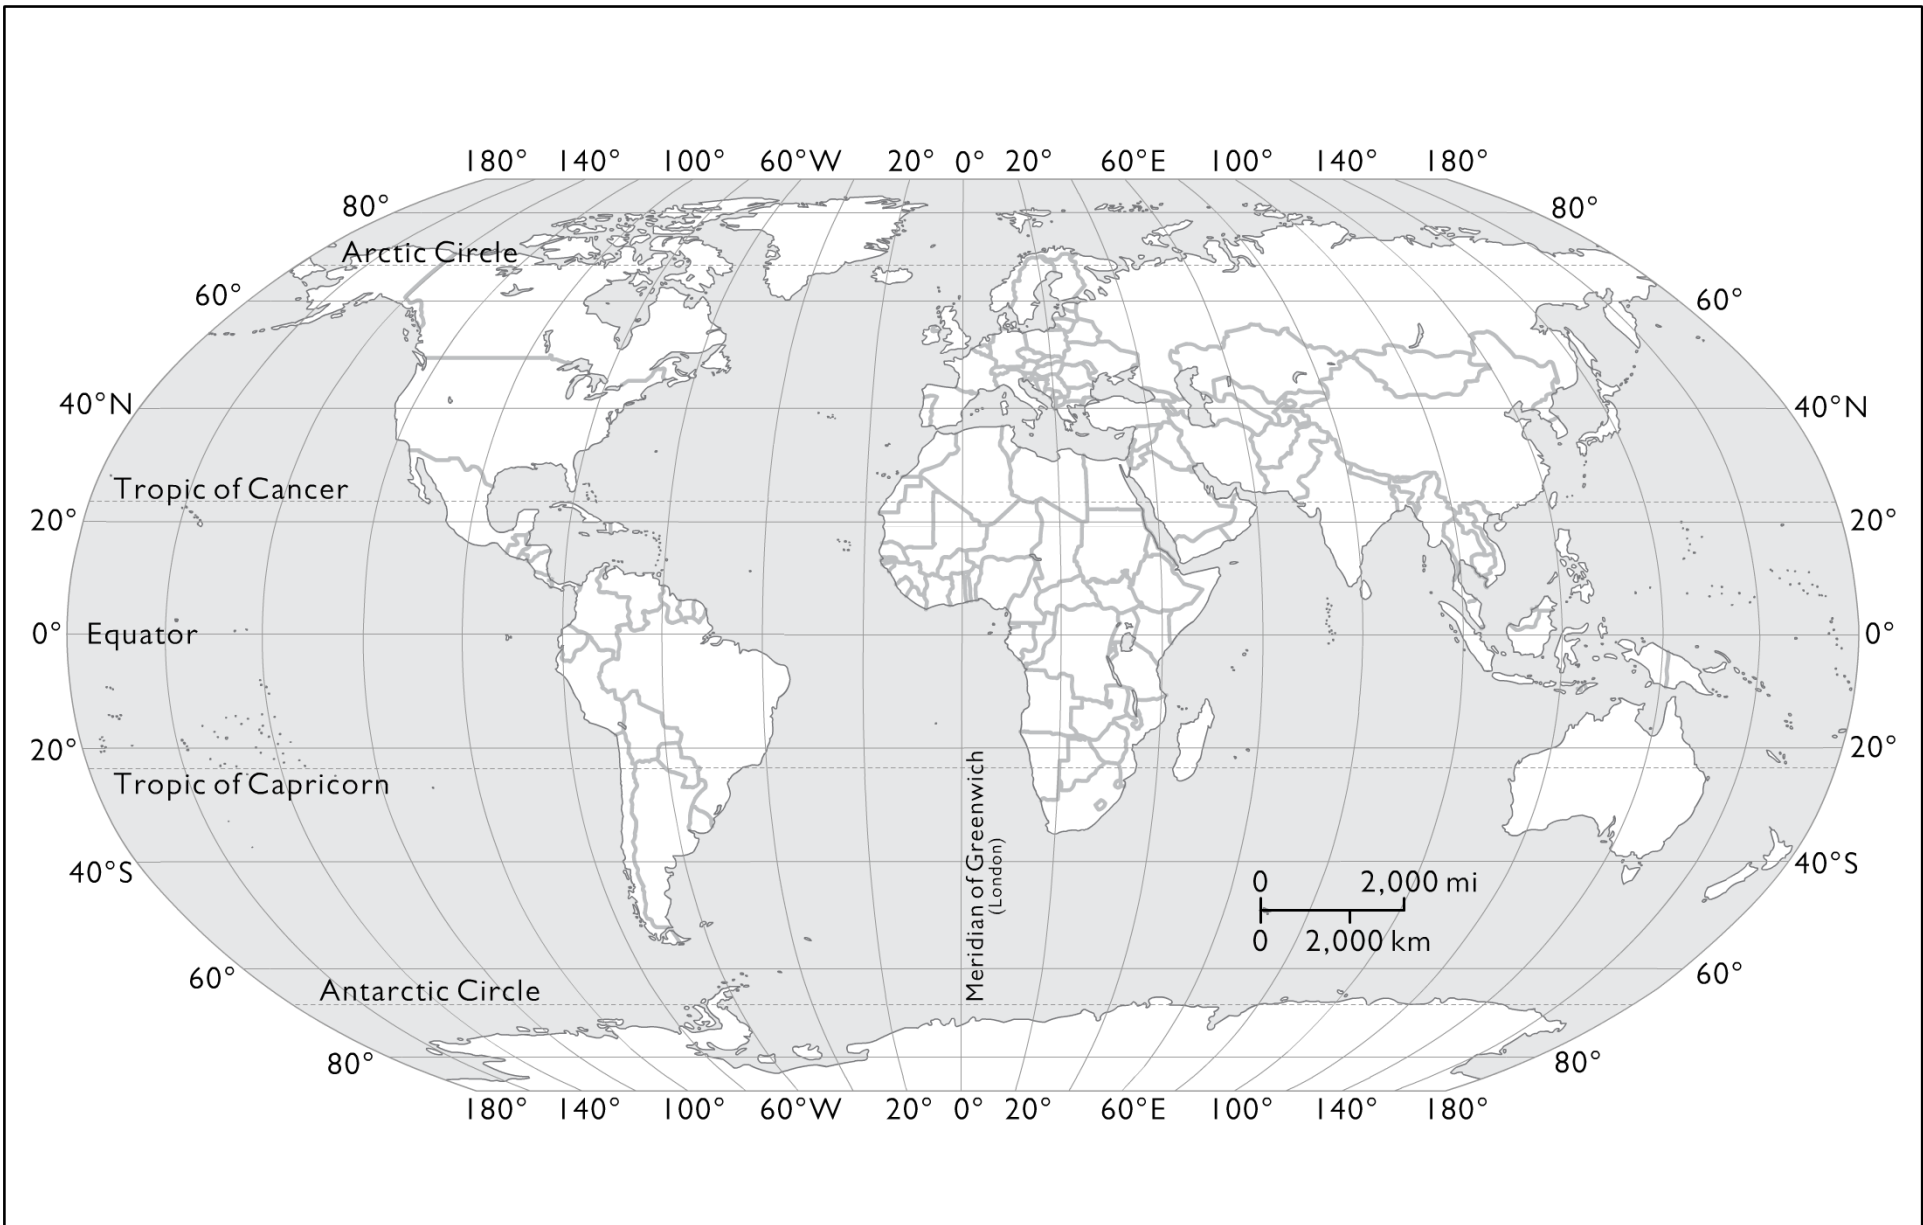 180° 140° 100° 60°W 20° 0° 20° 60°E 100° 140° 180°
80° 80°
Arctic Circle
60° 60°
40°N 40°N
Tropic of Cancer
20° 20°
0° Equator 0°
20° 20°
Tropic of Capricorn
Meridian of Greenwich
(London)
40°S 40°S
0 2,000 mi
0 2,000 km
60° 60°
Antarctic Circle
80° 80°
180° 140° 100° 60°W 20° 0° 20° 60°E 100° 140° 180°